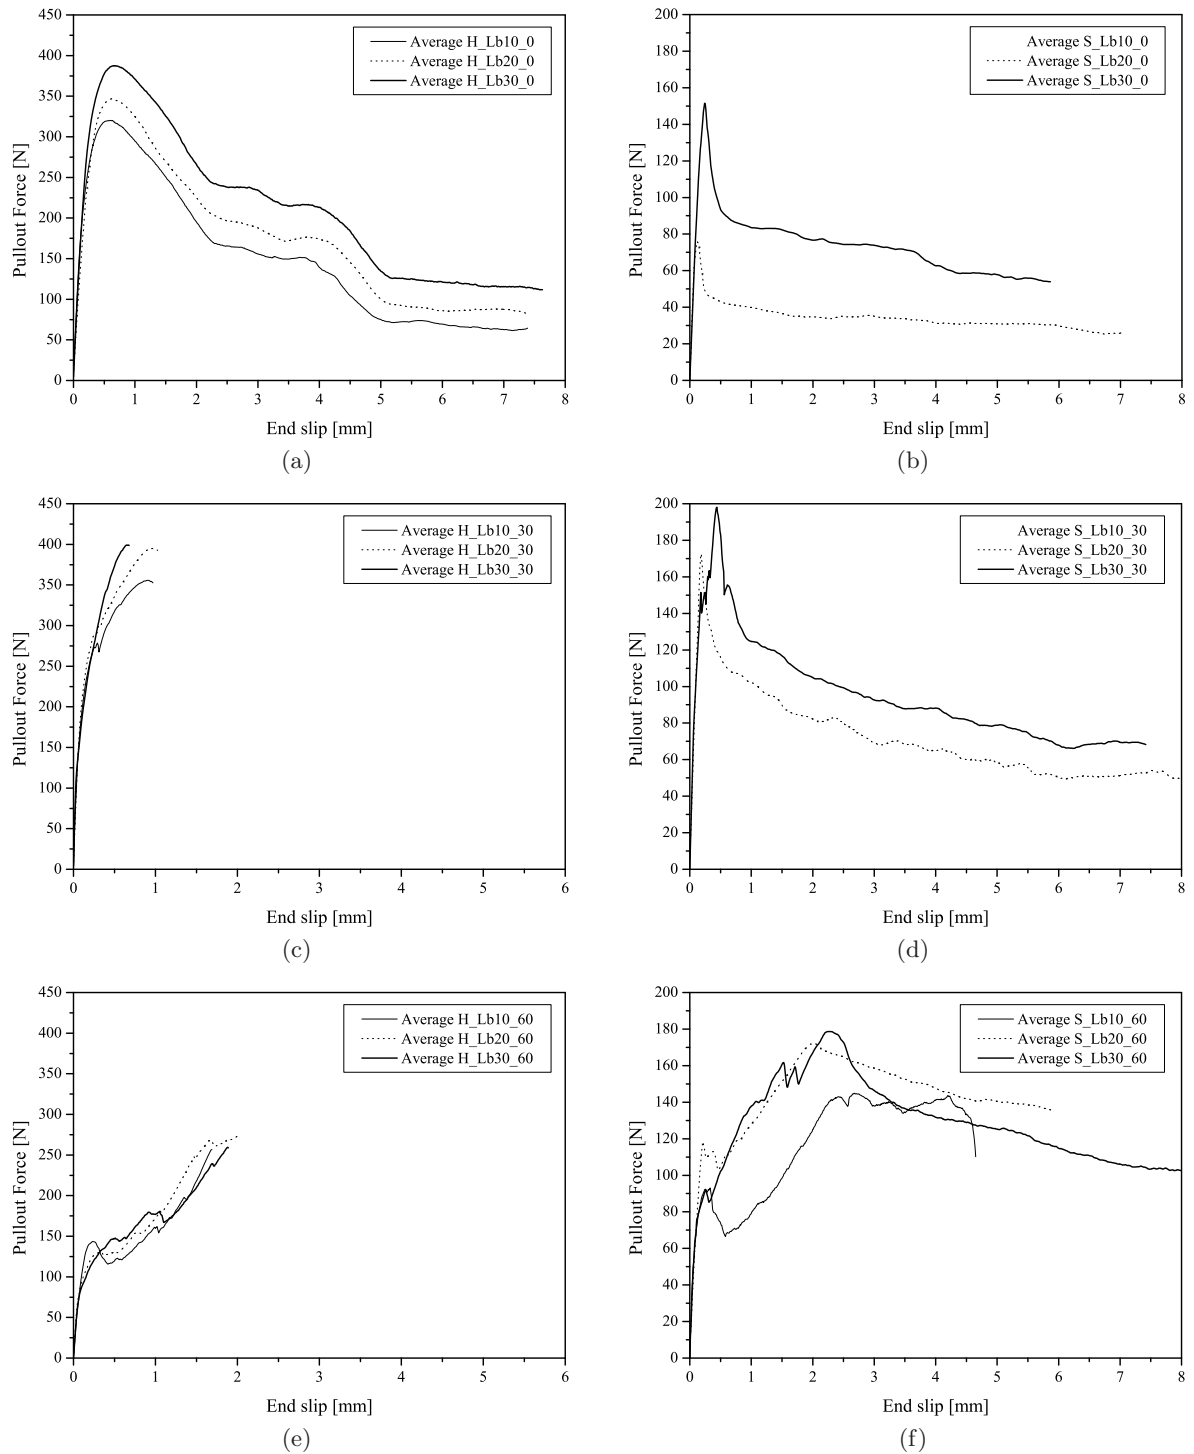 450
400
350
300
250
200
150
100
50
0
Pullout Force [N]
Average H_Lb10_0
Average H_Lb20_0
Average H_Lb30_0
0 1 2 3 4 5 6 7 8
End slip [mm]
(a)
200
180
160
140
120
100
80
60
40
20
0
Pullout Force [N]
Average S_Lb10_0
Average S_Lb20_0
Average S_Lb30_0
0 1 2 3 4 5 6 7 8
End slip [mm]
(b)
450
400
350
300
250
200
150
100
50
0
Pullout Force [N]
Average H_Lb10_30
Average H_Lb20_30
Average H_Lb30_30
0 1 2 3 4 5 6
End slip [mm]
(c)
200
180
160
140
120
100
80
60
40
20
0
Pullout Force [N]
Average S_Lb10_30
Average S_Lb20_30
Average S_Lb30_30
0 1 2 3 4 5 6 7 8
End slip [mm]
(d)
450
400
350
300
250
200
150
100
50
0
Pullout Force [N]
Average H_Lb10_60
Average H_Lb20_60
Average H_Lb30_60
0 1 2 3 4 5 6
End slip [mm]
(e)
200
180
160
140
120
100
80
60
40
20
0
Pullout Force [N]
Average S_Lb10_60
Average S_Lb20_60
Average S_Lb30_60
0 1 2 3 4 5 6 7 8
End slip [mm]
(f)